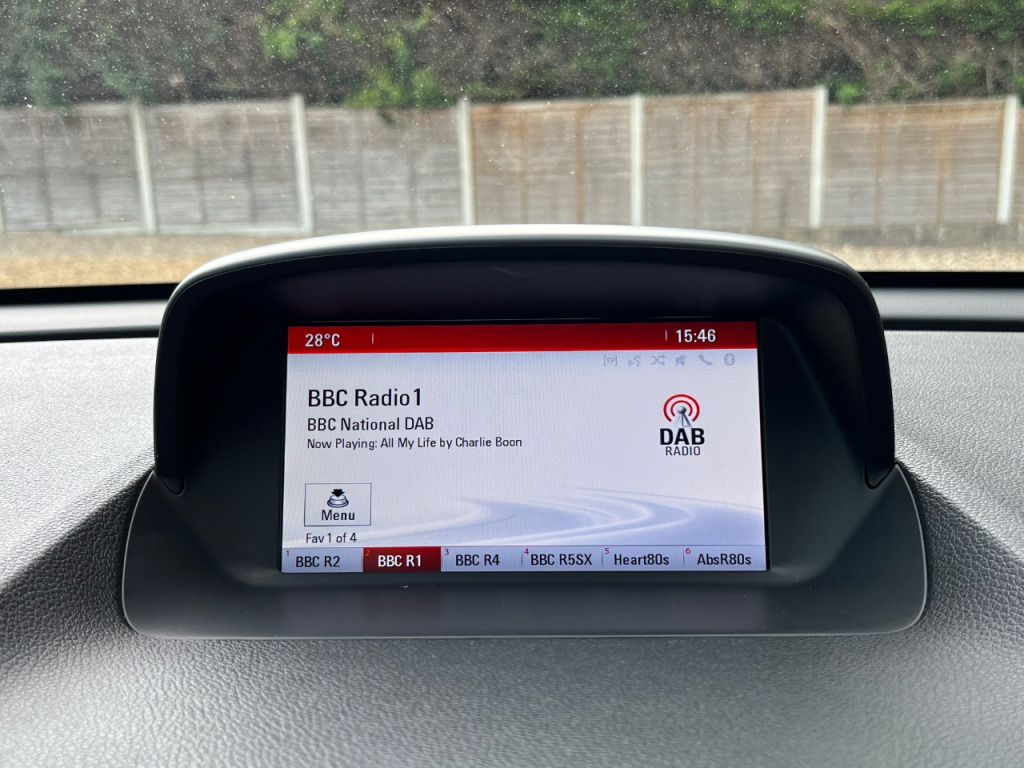 28°C 15:46
[TP]
BBC Radio1
BBC National DAB
Now Playing: All My Life by Charlie Boon
DAB
RADIO
Menu
Fav 1 of 4
1 BBC R2 2 BBC R1 3 BBC R4 4 BBC R5SX 5 Heart80s 6 AbsR80s